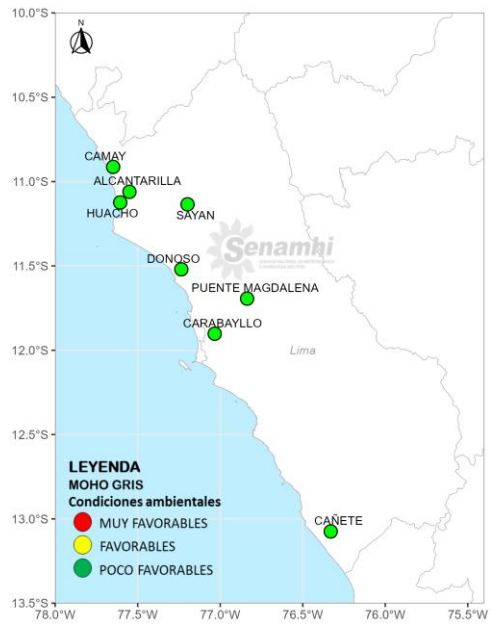 10.0°S
N
10.5°S
CAMAY
11.0°S
ALCANTARILLA
HUACHO
SAYAN
Senamhi
11.5°S
DONOSO
PUENTE MAGDALENA
CARABAYLLO
12.0°S
Lima
12.5°S
LEYENDA
MOHO GRIS
Condiciones ambientales
13.0°S
CAÑETE
MUY FAVORABLES
FAVORABLES
POCO FAVORABLES
13.5°S
78.0°W 77.5°W 77.0°W 76.5°W 76.0°W 75.5°W